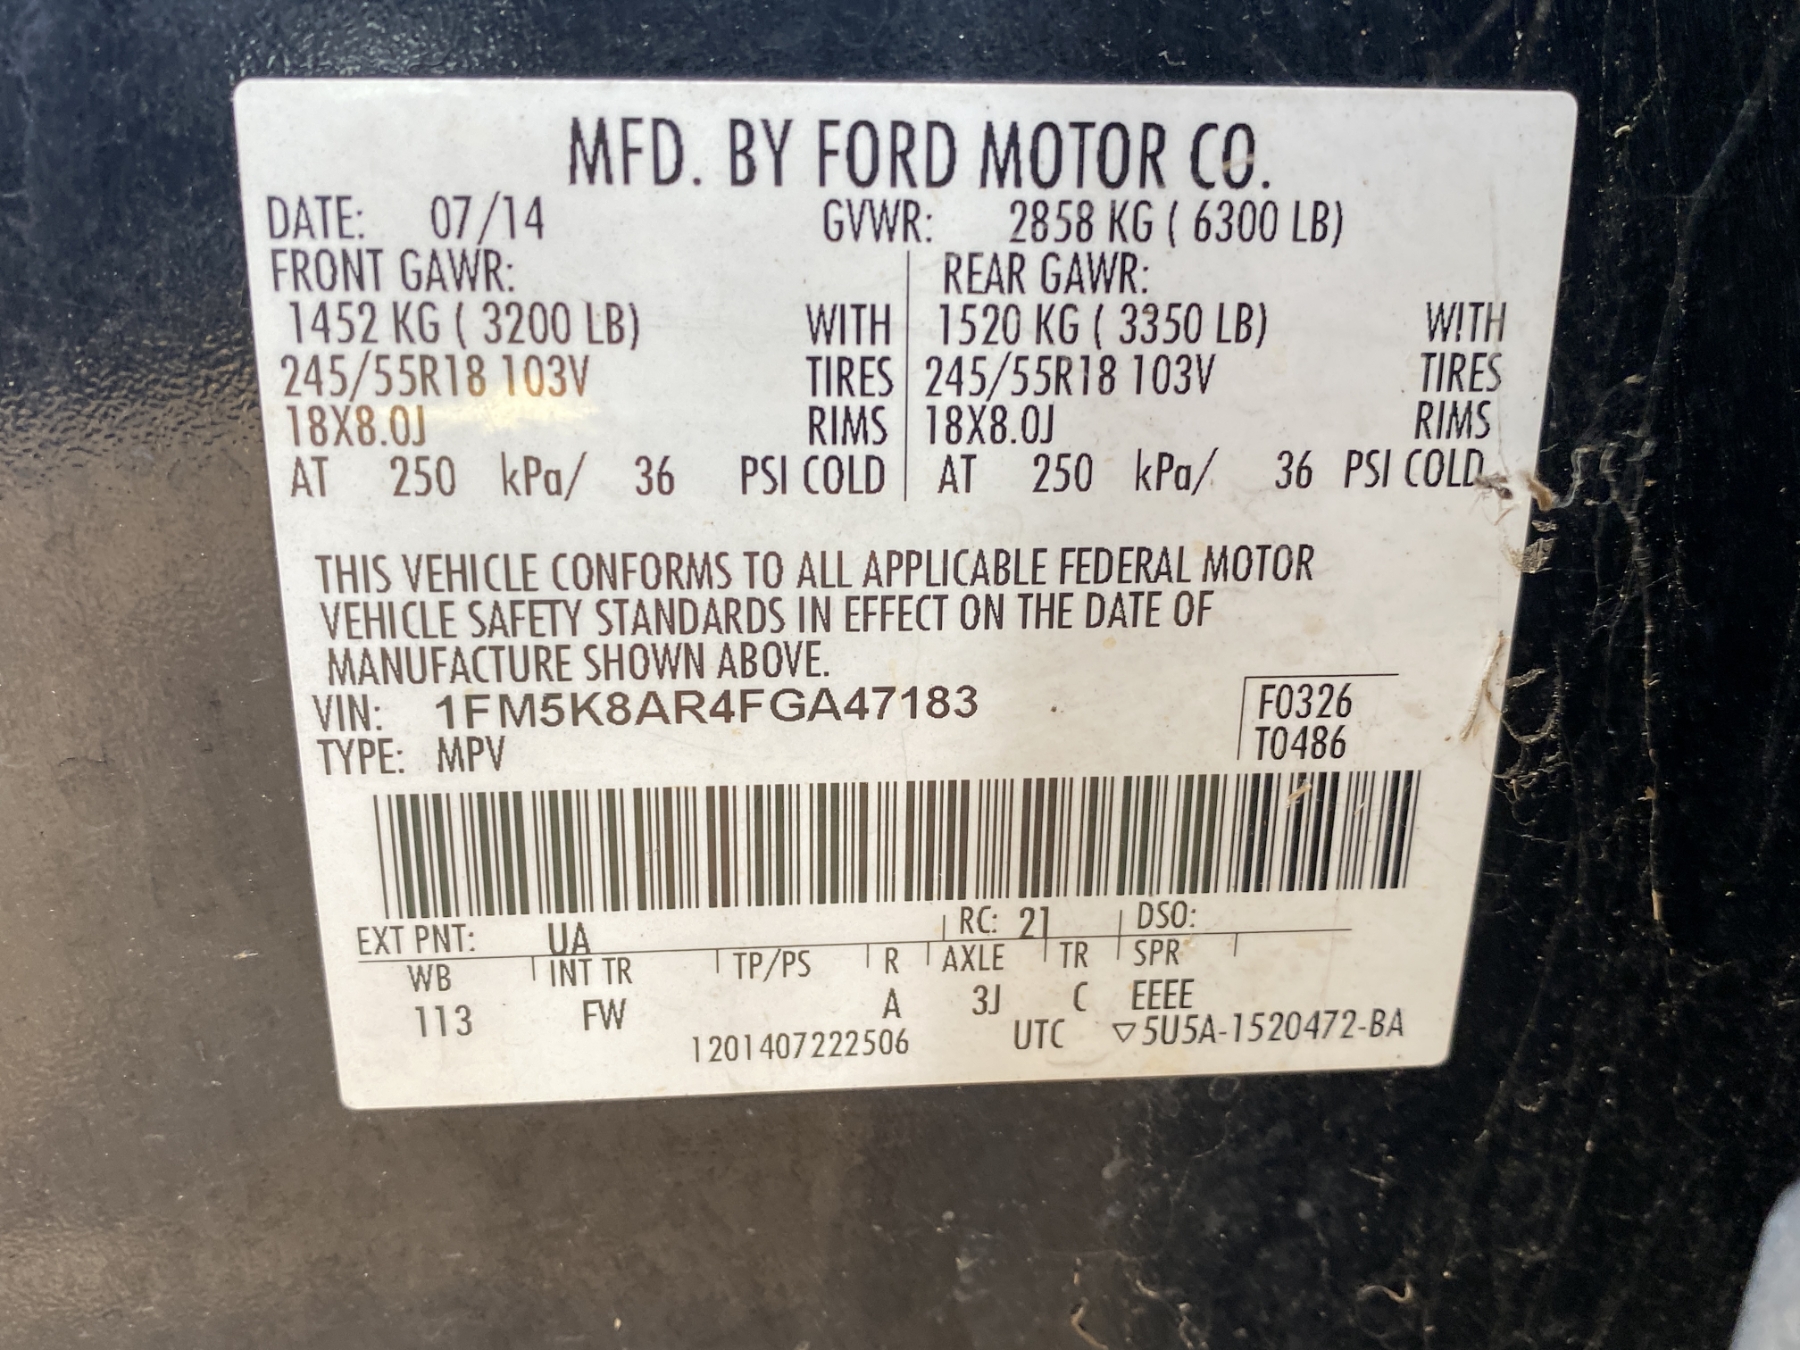 MFD. BY FORD MOTOR CO.
DATE: 07/14 GVWR: 2858 KG ( 6300 LB)
FRONT GAWR: REAR GAWR:
1452 KG ( 3200 LB) WITH 1520 KG ( 3350 LB) WITH
245/55R18 103V TIRES 245/55R18 103V TIRES
18X8.0J RIMS 18X8.0J RIMS
AT 250 kPa/ 36 PSI COLD AT 250 kPa/ 36 PSI COLD
THIS VEHICLE CONFORMS TO ALL APPLICABLE FEDERAL MOTOR
VEHICLE SAFETY STANDARDS IN EFFECT ON THE DATE OF
MANUFACTURE SHOWN ABOVE.
VIN: 1FM5K8AR4FGA47183 F0326
TYPE: MPV T0486
EXT PNT: UA RC: 21 DSO:
WB INT TR TP/PS R AXLE TR SPR
113 FW A 3J C EEEE
1201407222506 UTC ▽5U5A-1520472-BA